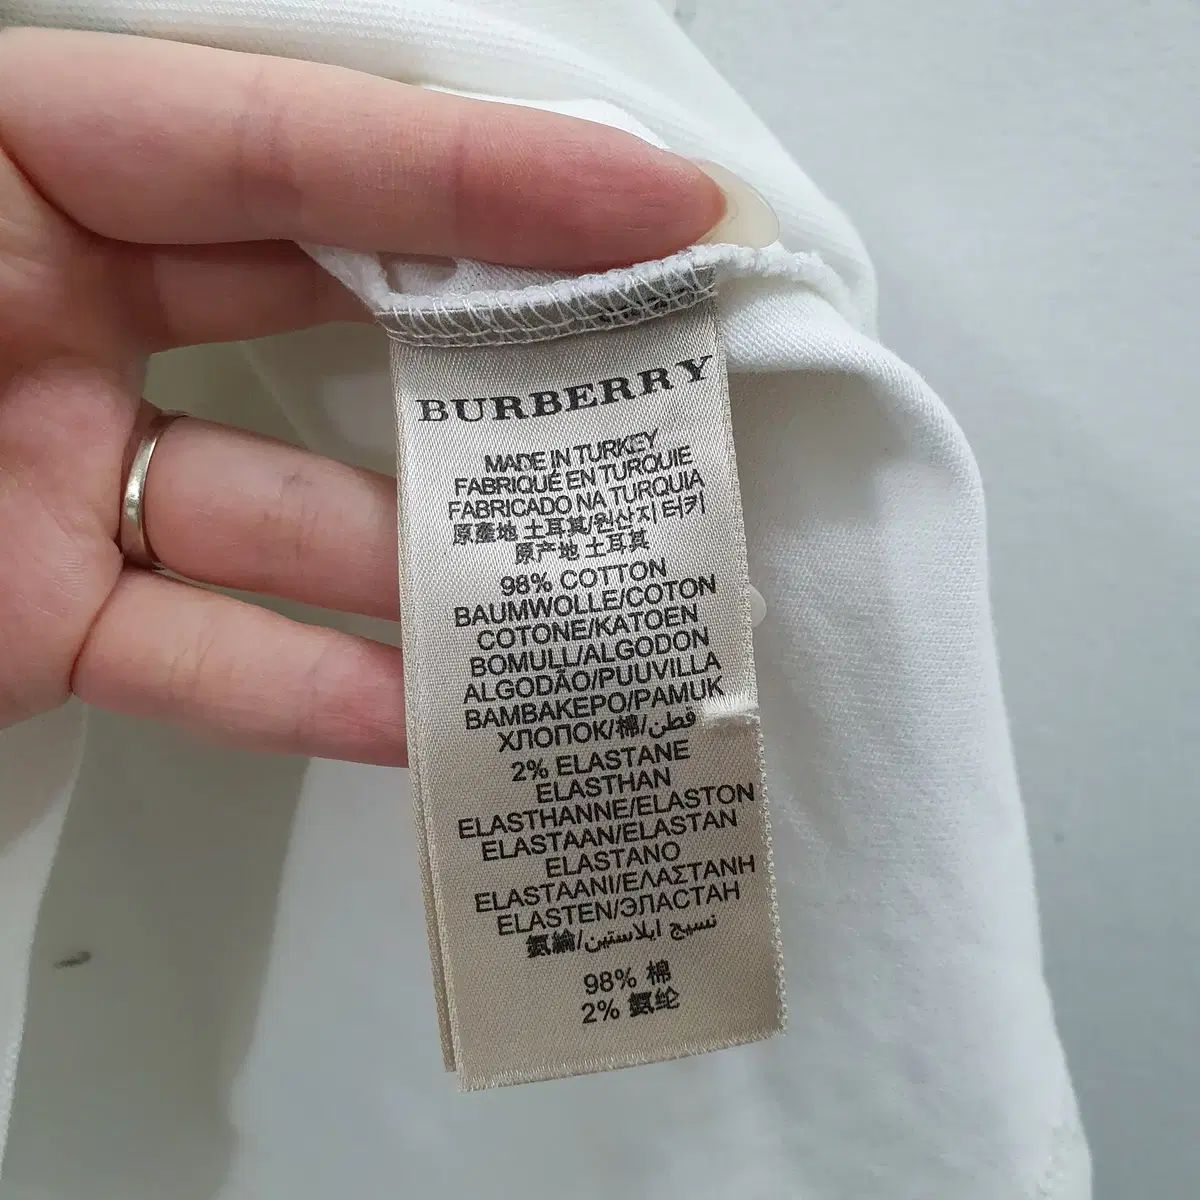 BURBERRY
MADE IN TURKEY
FABRIQUÉ EN TURQUIE
FABRICADO NA TURQUIA
原產地 土耳其/원산지 터키
原产地 土耳其
98% COTTON
BAUMWOLLE/COTON
COTONE/KATOEN
BOMULL/ALGODON
ALGODÃO/PUUVILLA
BAMBAKEPO/PAMUK
ХЛОПОК/棉/قطن
2% ELASTANE
ELASTHAN
ELASTHANNE/ELASTON
ELASTAAN/ELASTAN
ELASTANO
ELASTAANI/ΕΛΑΣΤΑΝΗ
ELASTEN/ЭЛАСТАН
氨綸/نسيج ايلاستين
98% 棉
2% 氨纶